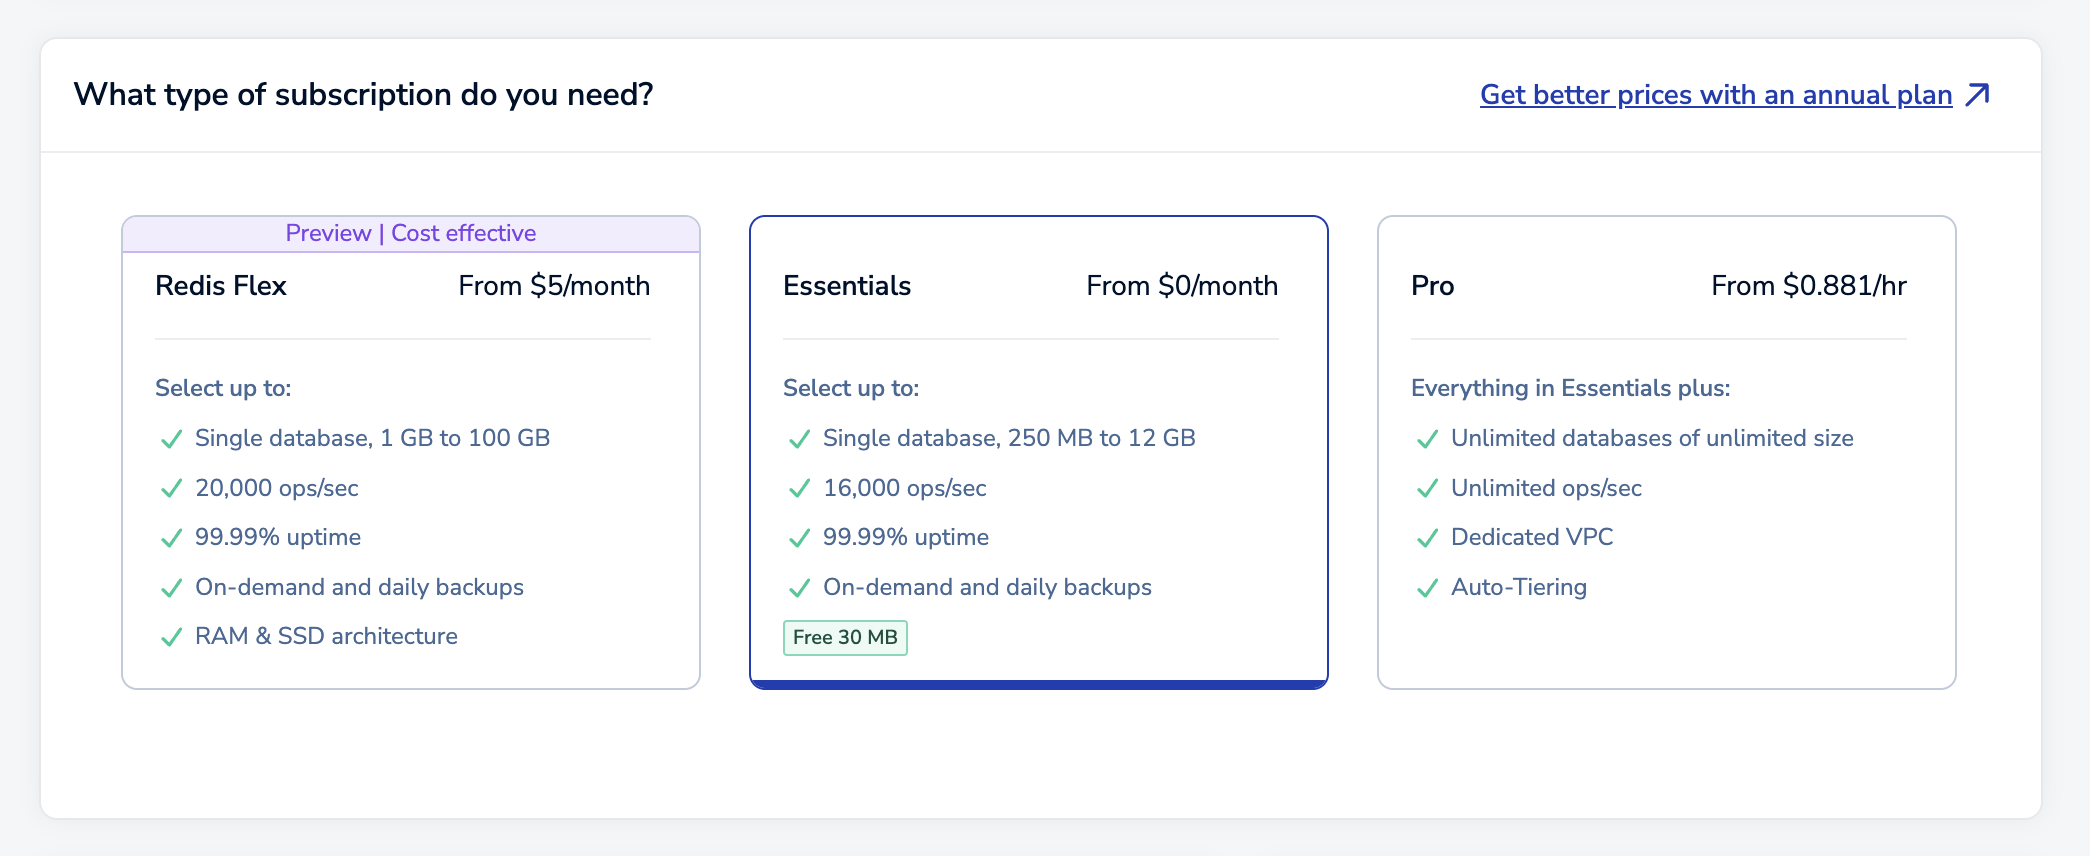 What type of subscription do you need?
Get better prices with an annual plan
Preview | Cost effective
Redis Flex
From $5/month
Select up to:
Single database, 1 GB to 100 GB
20,000 ops/sec
99.99% uptime
On-demand and daily backups
RAM & SSD architecture
Essentials
From $0/month
Select up to:
Single database, 250 MB to 12 GB
16,000 ops/sec
99.99% uptime
On-demand and daily backups
Free 30 MB
Pro
From $0.881/hr
Everything in Essentials plus:
Unlimited databases of unlimited size
Unlimited ops/sec
Dedicated VPC
Auto-Tiering